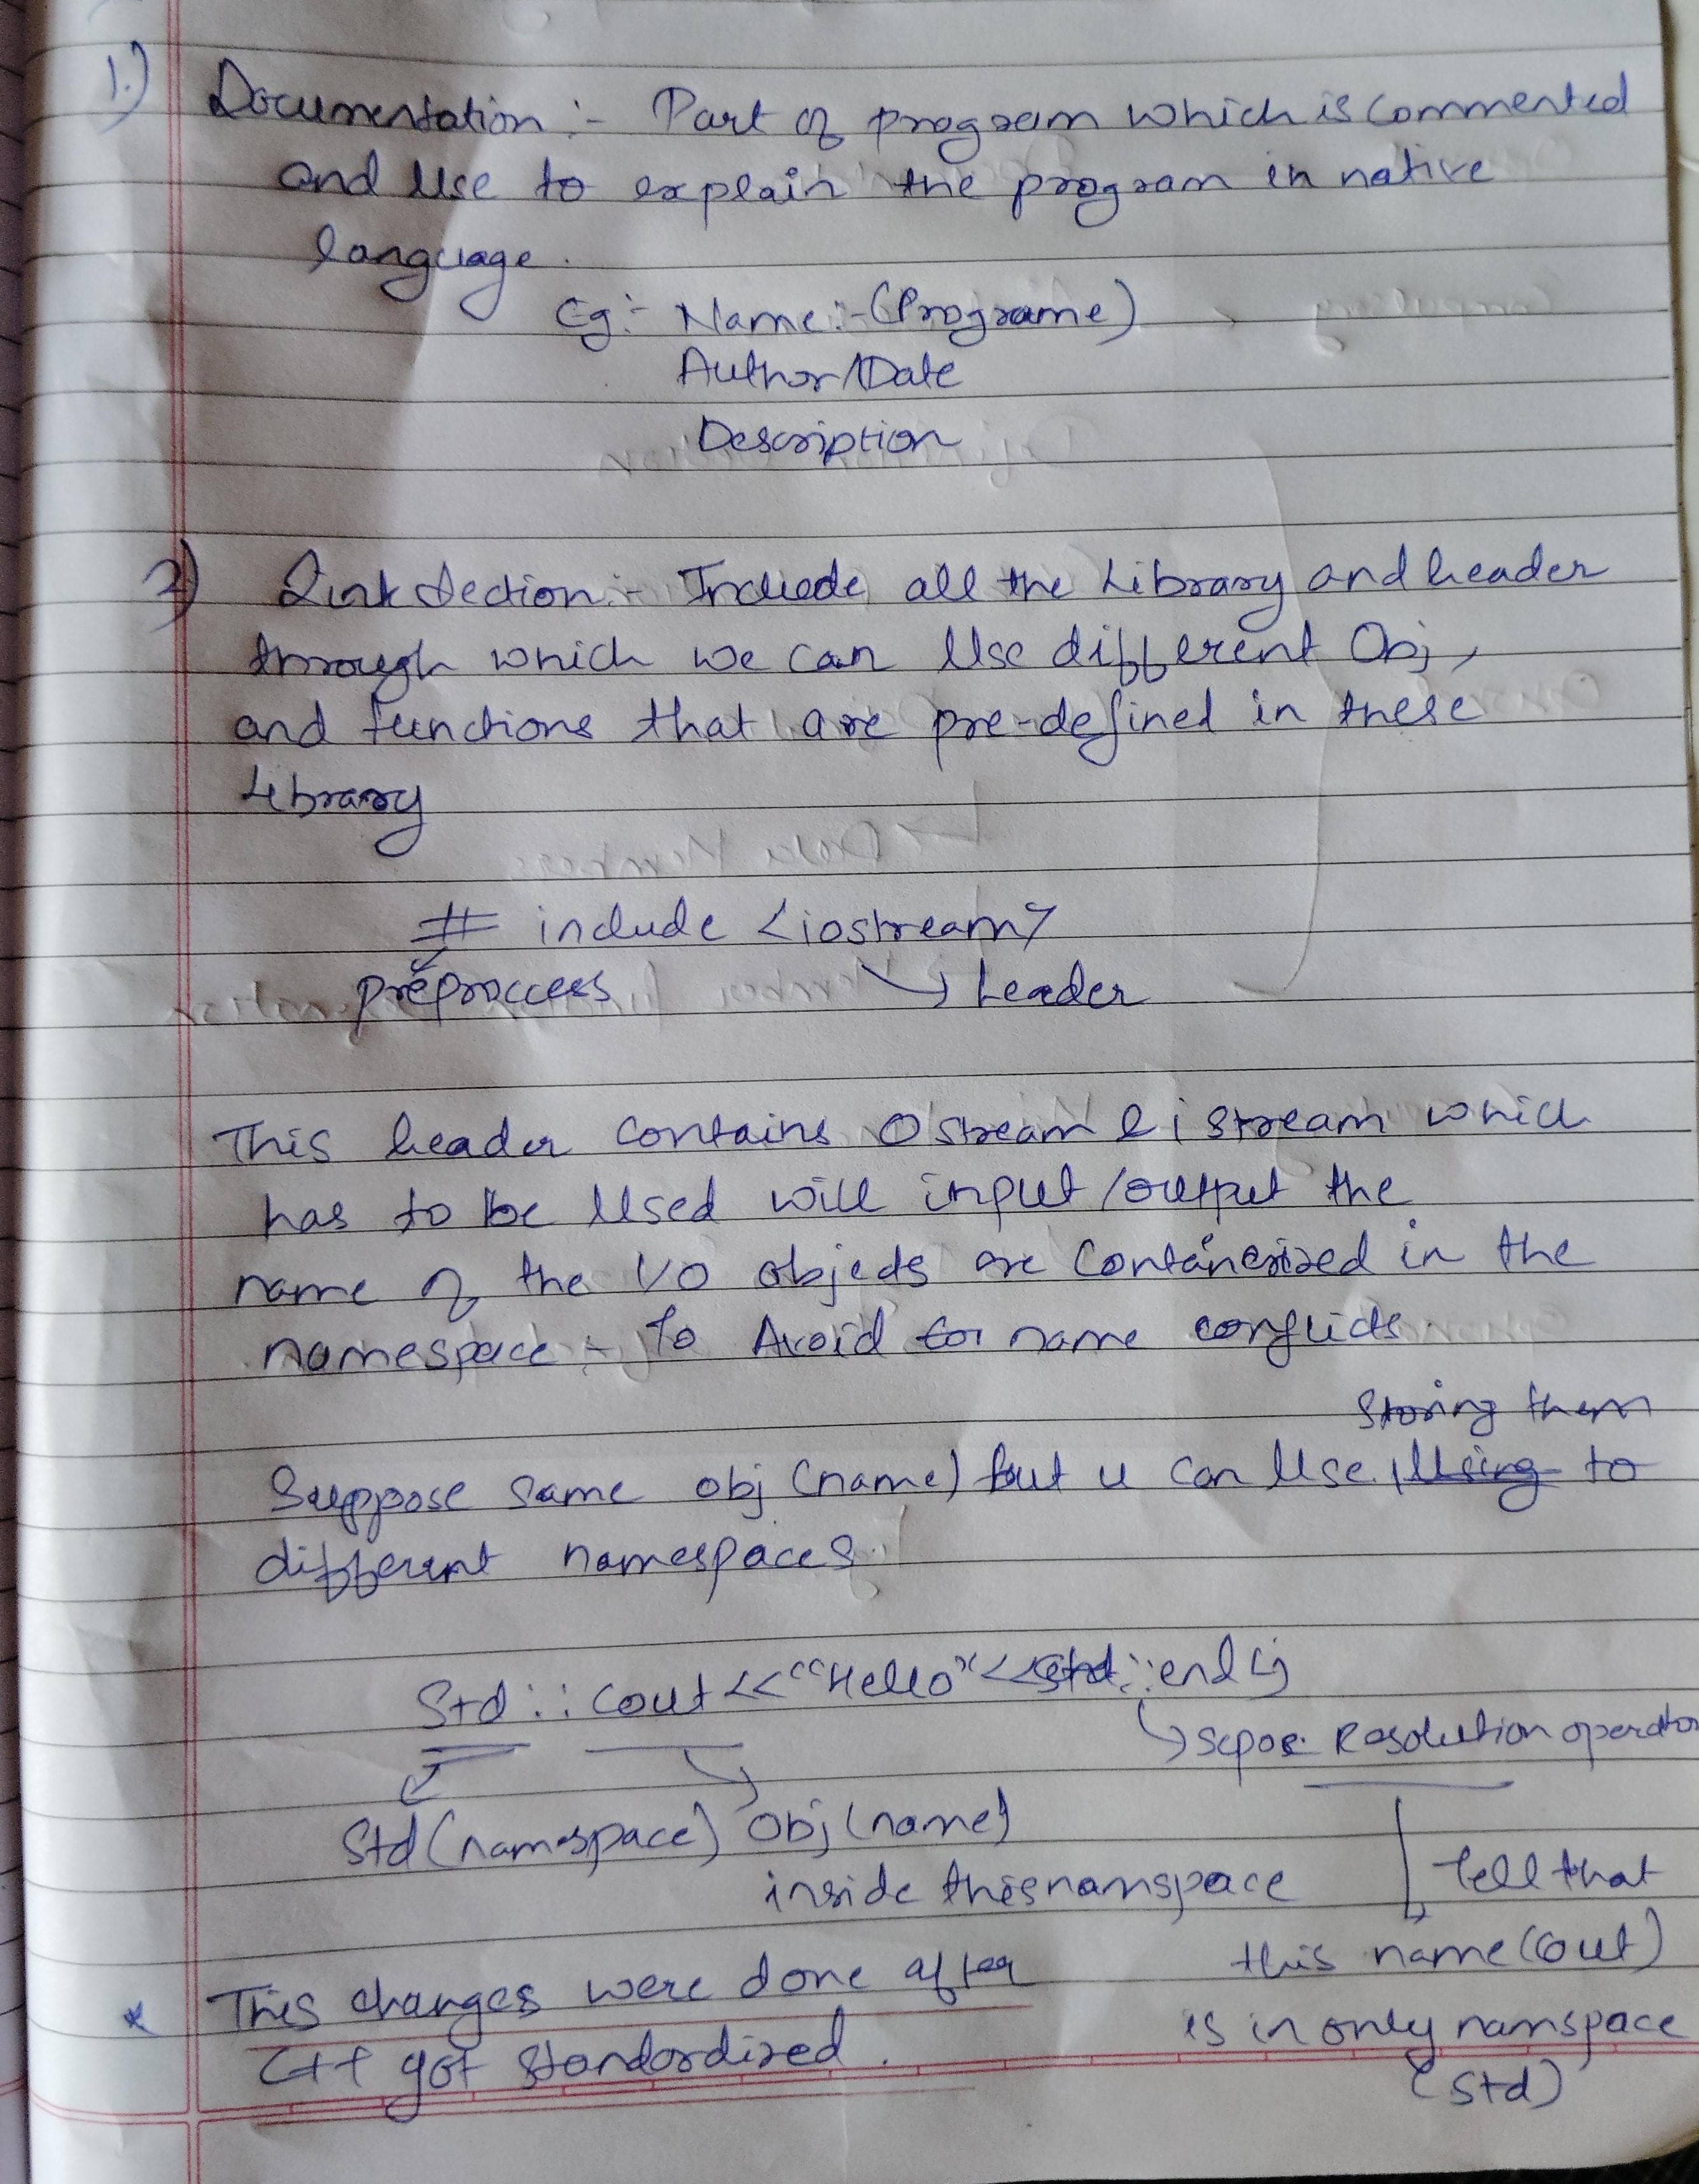 1.) Documentation :- Part of program which is commented
and Use to explain the program in native
language.
Eg:- Name:-(Programe)
Author/Date
Description
2) Link Section:- Include all the Library and header
through which we can Use different Obj,
and functions that are pre-defined in these
Library
# include <iostream>
preproccess → header
This header contains Ostream & i stream which
has to be Used will input/output the
name of the I/O objects are Contanerized in the
namespace :- To Avoid for name conflicts
Storing them
Suppose same obj (name) but u can Use, Using to
different namespaces.
Std :: cout << "Hello" << std::endl;
→ Scpoe Resolution operator
Std (namespace) Obj (name)
inside this namspace
Tell that
this name (cout)
is in only namspace
(std)
* This changes were done after
C++ got Standordized.